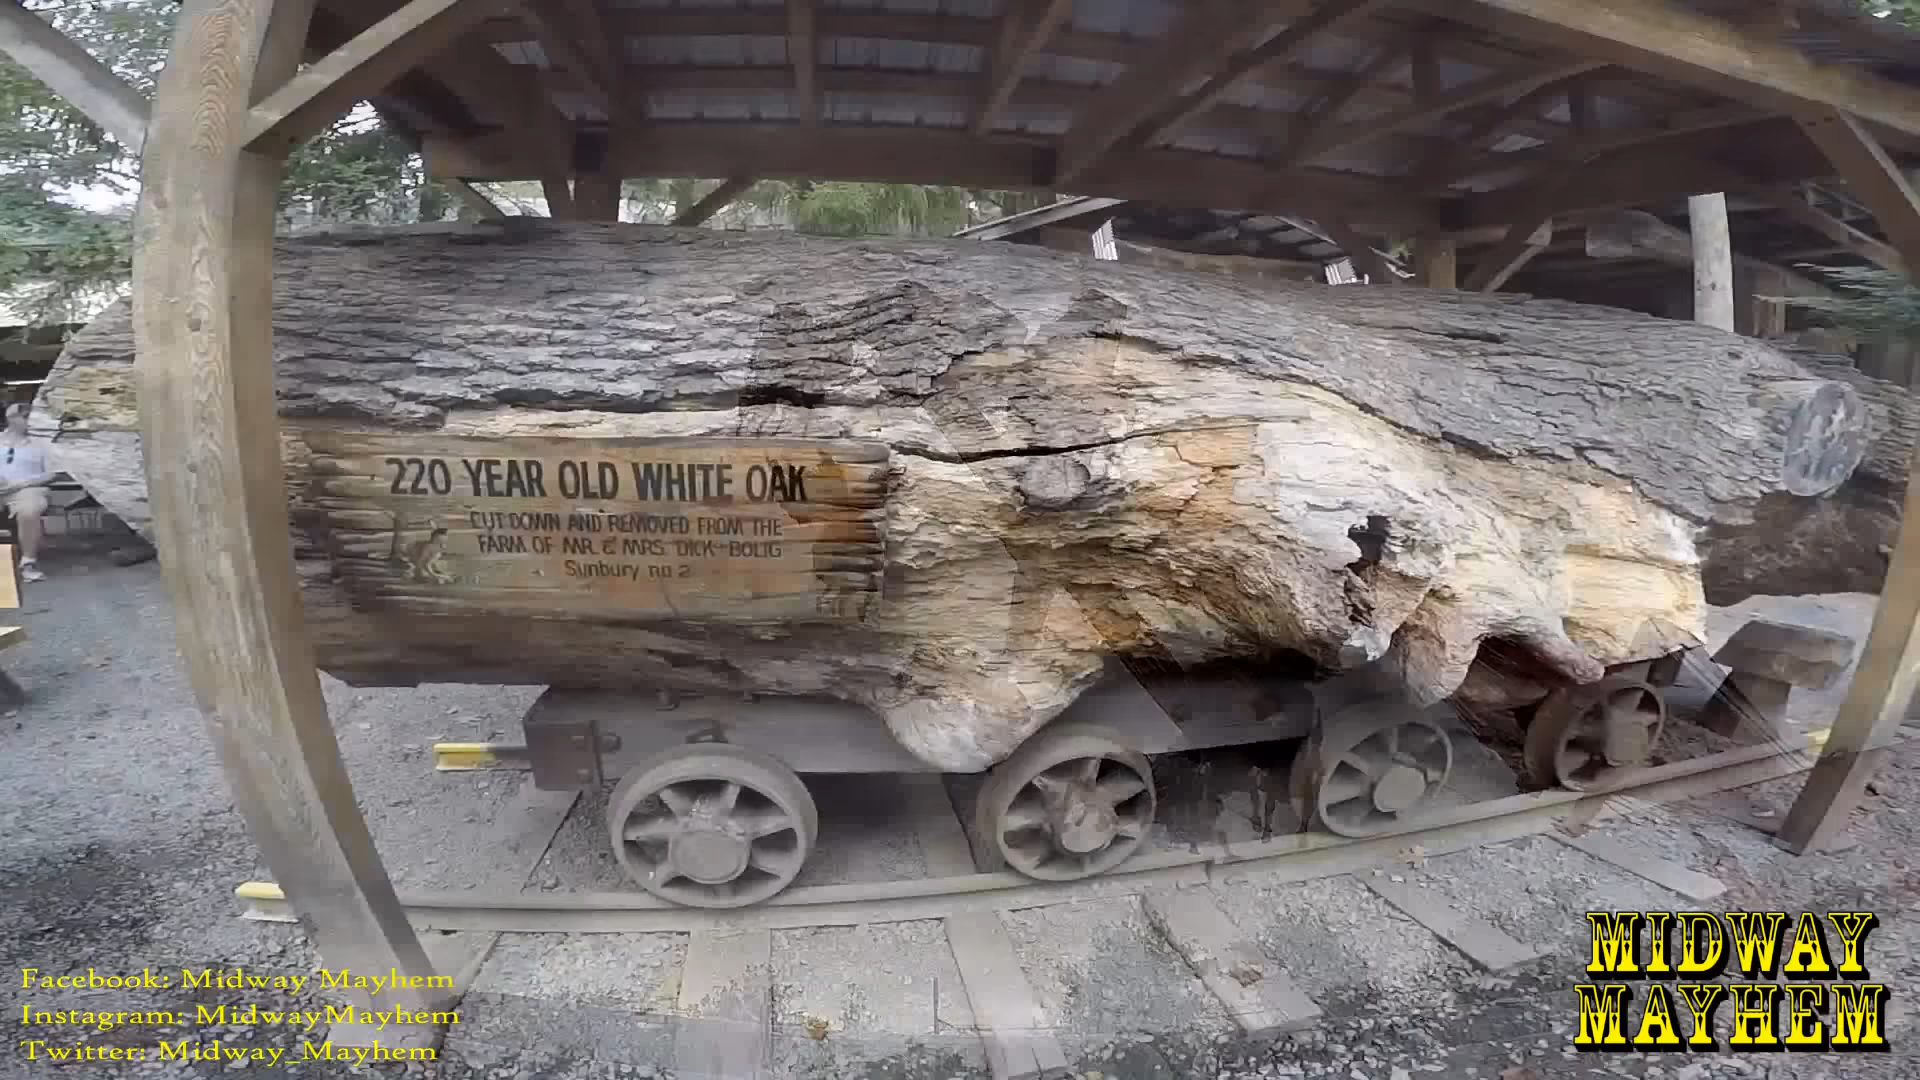 220 YEAR OLD WHITE OAK
CUT DOWN AND REMOVED FROM THE
FARM OF MR. & MRS. DICK BOLIG
Sunbury no 2
Facebook: Midway Mayhem
Instagram: MidwayMayhem
Twitter: Midway_Mayhem
MIDWAY
MAYHEM